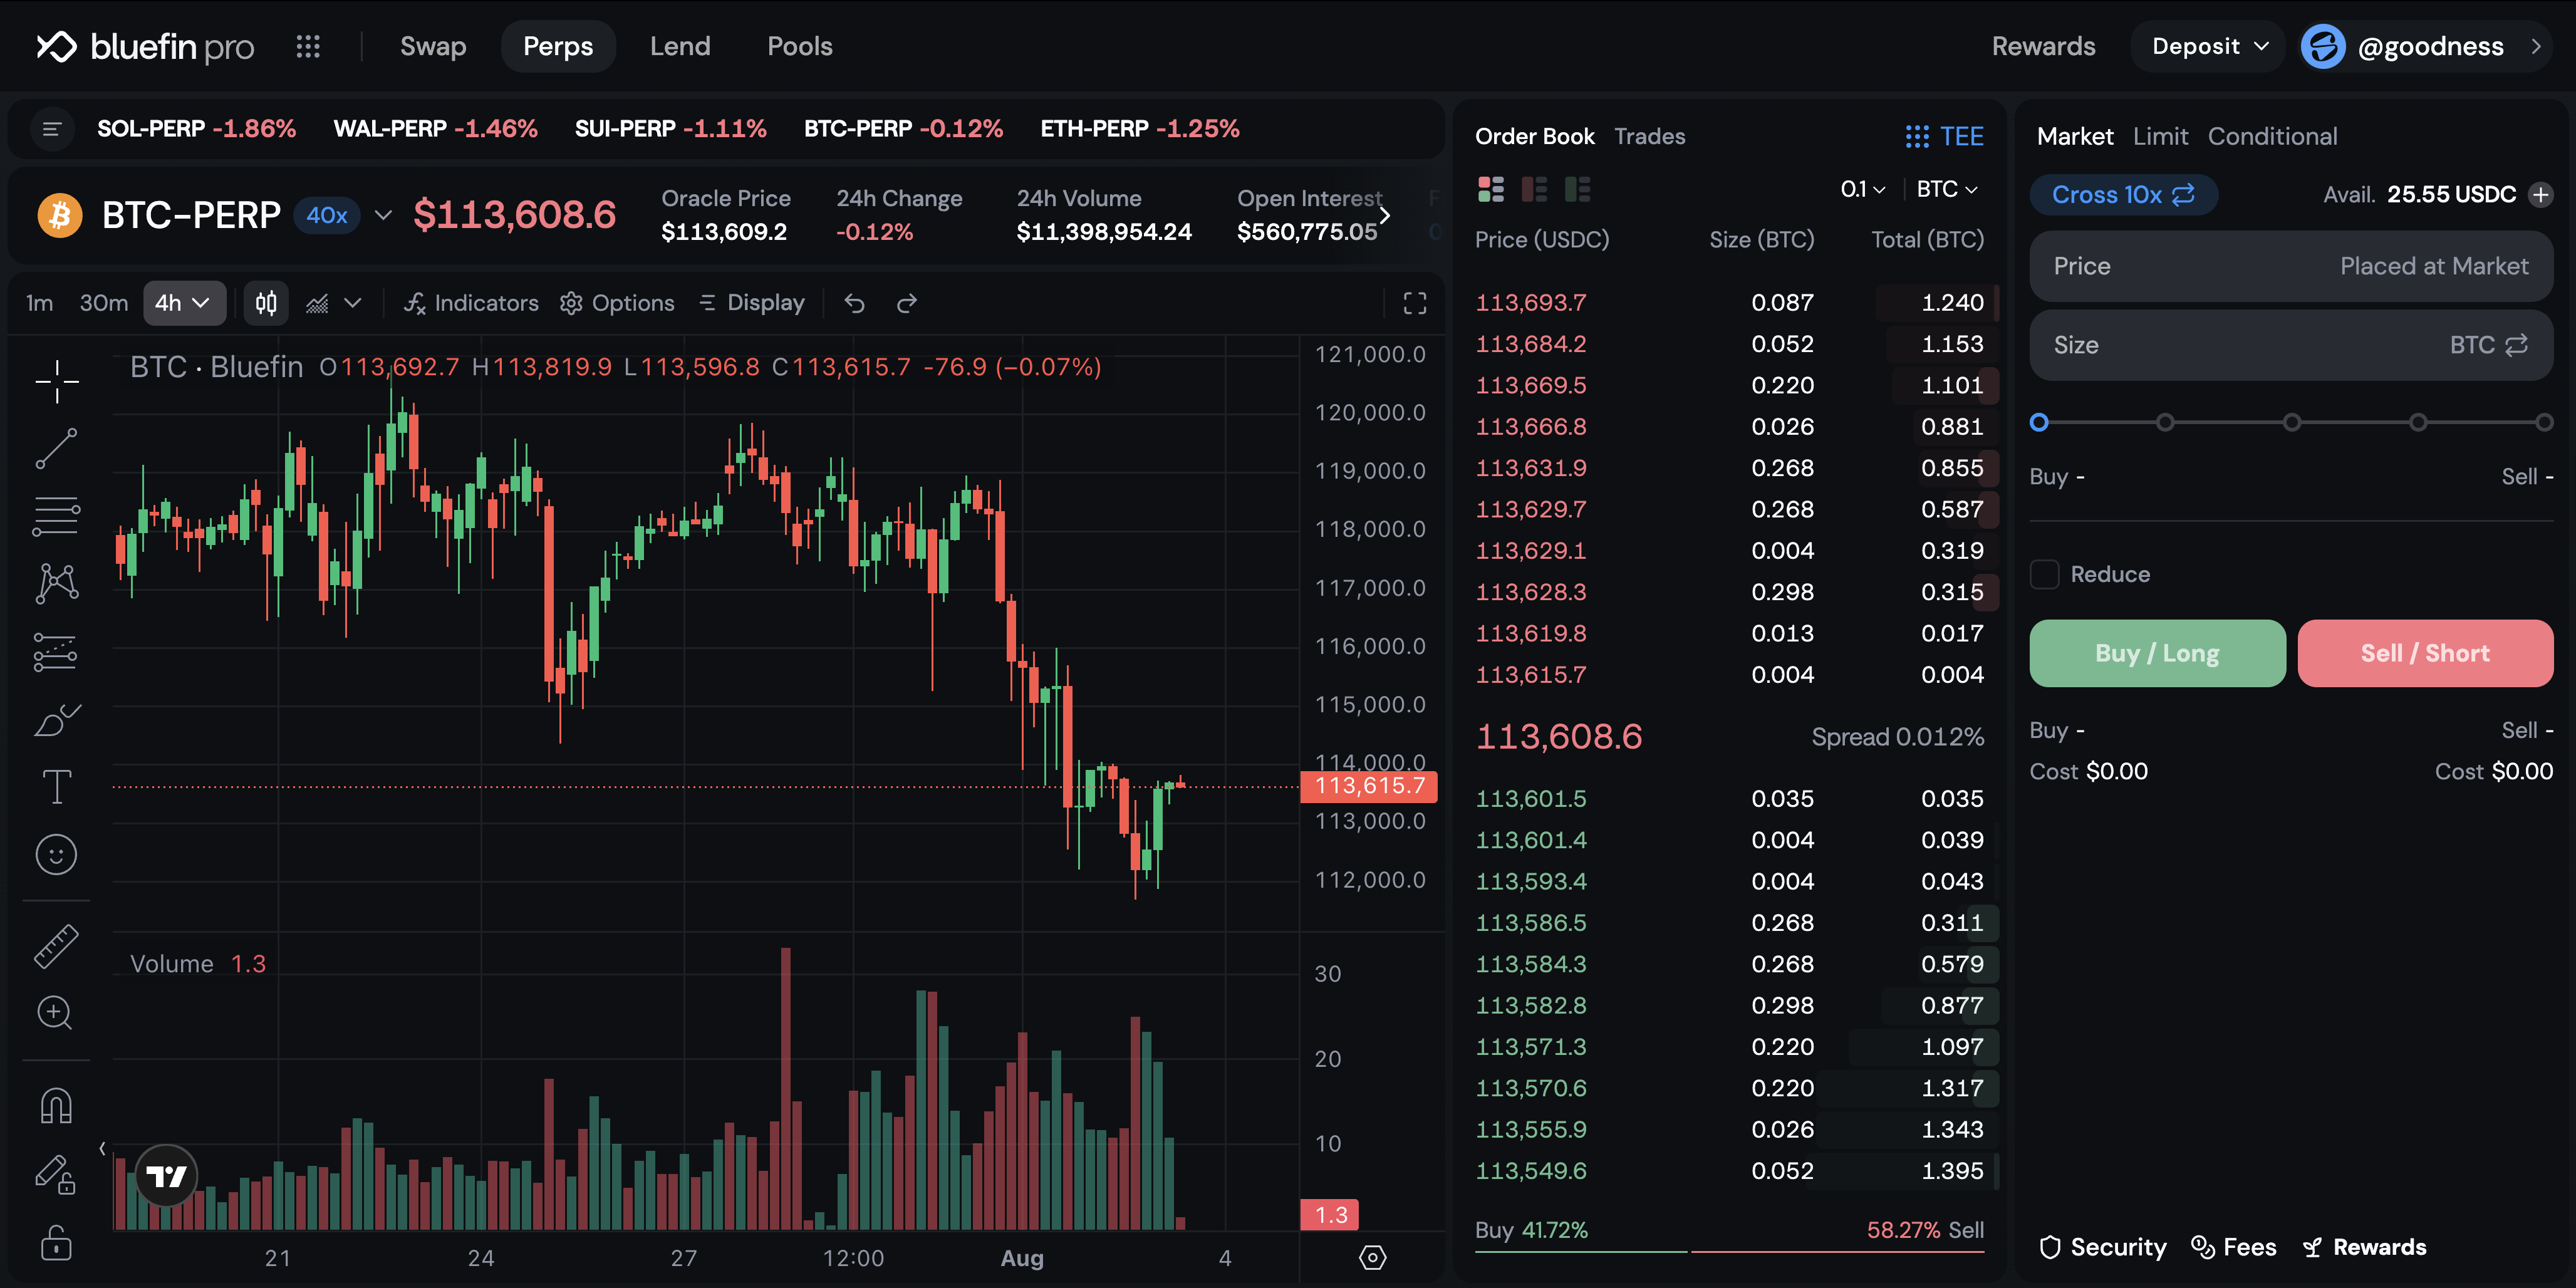 bluefin pro Swap Perps Lend Pools Rewards Deposit @goodness
SOL-PERP -1.86% WAL-PERP -1.46% SUI-PERP -1.11% BTC-PERP -0.12% ETH-PERP -1.25%
BTC-PERP 40x $113,608.6
Oracle Price 24h Change 24h Volume Open Interest
$113,609.2 -0.12% $11,398,954.24 $560,775.05
1m 30m 4h Indicators Options Display
BTC · Bluefin O113,692.7 H113,819.9 L113,596.8 C113,615.7 -76.9 (−0.07%)
121,000.0
120,000.0
119,000.0
118,000.0
117,000.0
116,000.0
115,000.0
114,000.0
113,615.7
113,000.0
112,000.0
Volume 1.3
30
20
10
1.3
21 24 27 12:00 Aug 4
Order Book Trades TEE
0.1 BTC
Price (USDC) Size (BTC) Total (BTC)
113,693.7 0.087 1.240
113,684.2 0.052 1.153
113,669.5 0.220 1.101
113,666.8 0.026 0.881
113,631.9 0.268 0.855
113,629.7 0.268 0.587
113,629.1 0.004 0.319
113,628.3 0.298 0.315
113,619.8 0.013 0.017
113,615.7 0.004 0.004
113,608.6 Spread 0.012%
113,601.5 0.035 0.035
113,601.4 0.004 0.039
113,593.4 0.004 0.043
113,586.5 0.268 0.311
113,584.3 0.268 0.579
113,582.8 0.298 0.877
113,571.3 0.220 1.097
113,570.6 0.220 1.317
113,555.9 0.026 1.343
113,549.6 0.052 1.395
Buy 41.72% 58.27% Sell
Market Limit Conditional
Cross 10x Avail. 25.55 USDC
Price Placed at Market
Size BTC
Buy - Sell -
Reduce
Buy / Long Sell / Short
Buy - Sell -
Cost $0.00 Cost $0.00
Security Fees Rewards